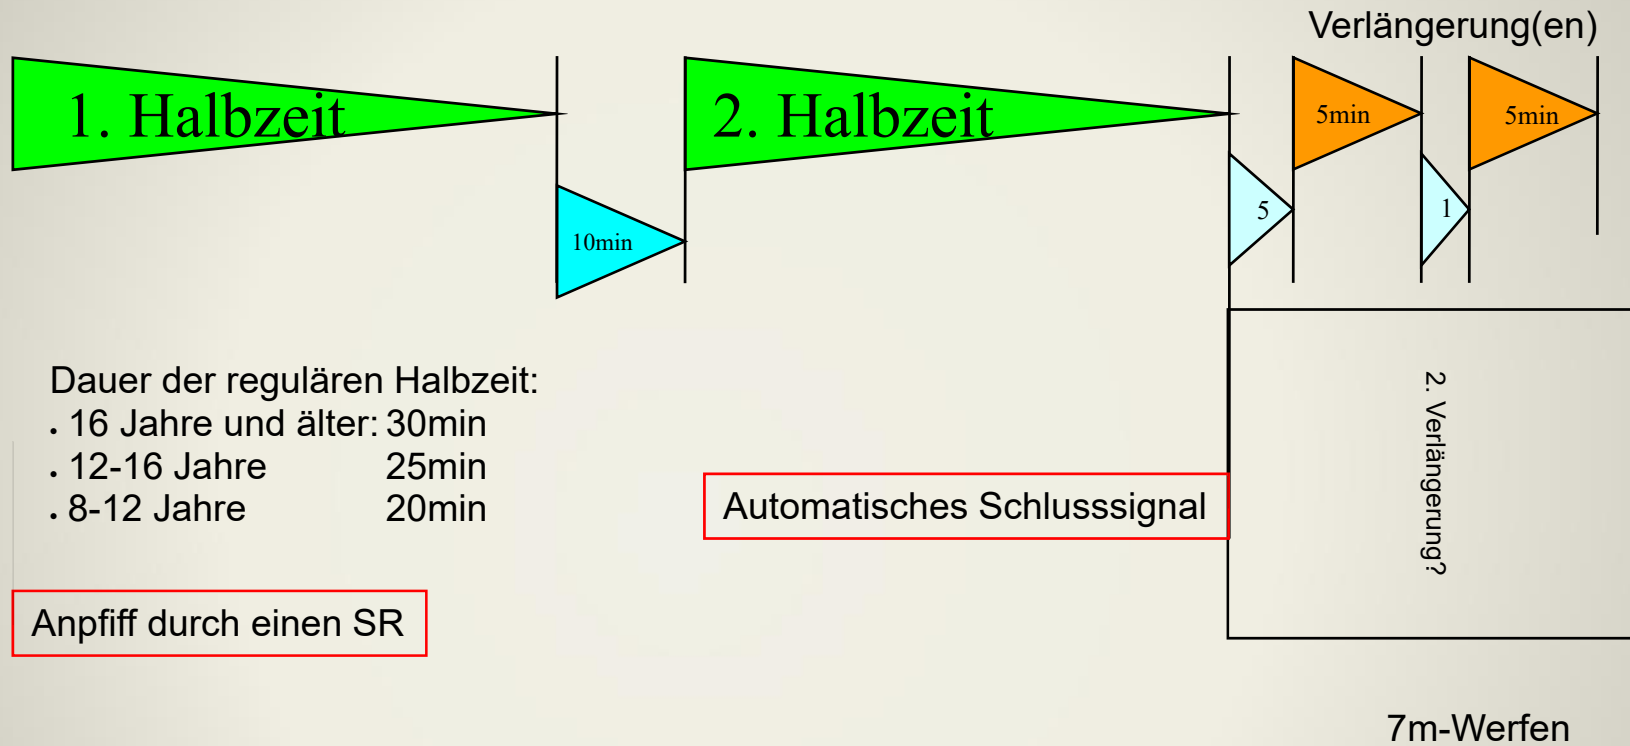 Verlängerung(en)
1. Halbzeit
2. Halbzeit
5min
5min
10min
5
1
Dauer der regulären Halbzeit:
• 16 Jahre und älter: 30min
• 12-16 Jahre 25min
• 8-12 Jahre 20min
2. Verlängerung?
Automatisches Schlusssignal
Anpfiff durch einen SR
7m-Werfen